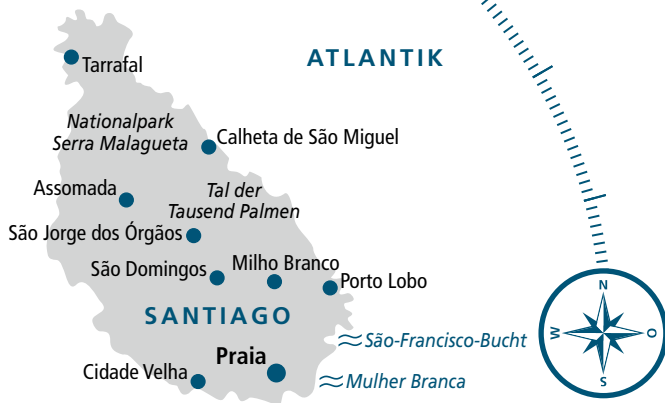 ATLANTIK
Tarrafal
Nationalpark
Serra Malagueta
Calheta de São Miguel
Assomada
Tal der
Tausend Palmen
São Jorge dos Órgãos
São Domingos
Milho Branco
Porto Lobo
SANTIAGO
São-Francisco-Bucht
Praia
Cidade Velha
Mulher Branca
N
W
O
S